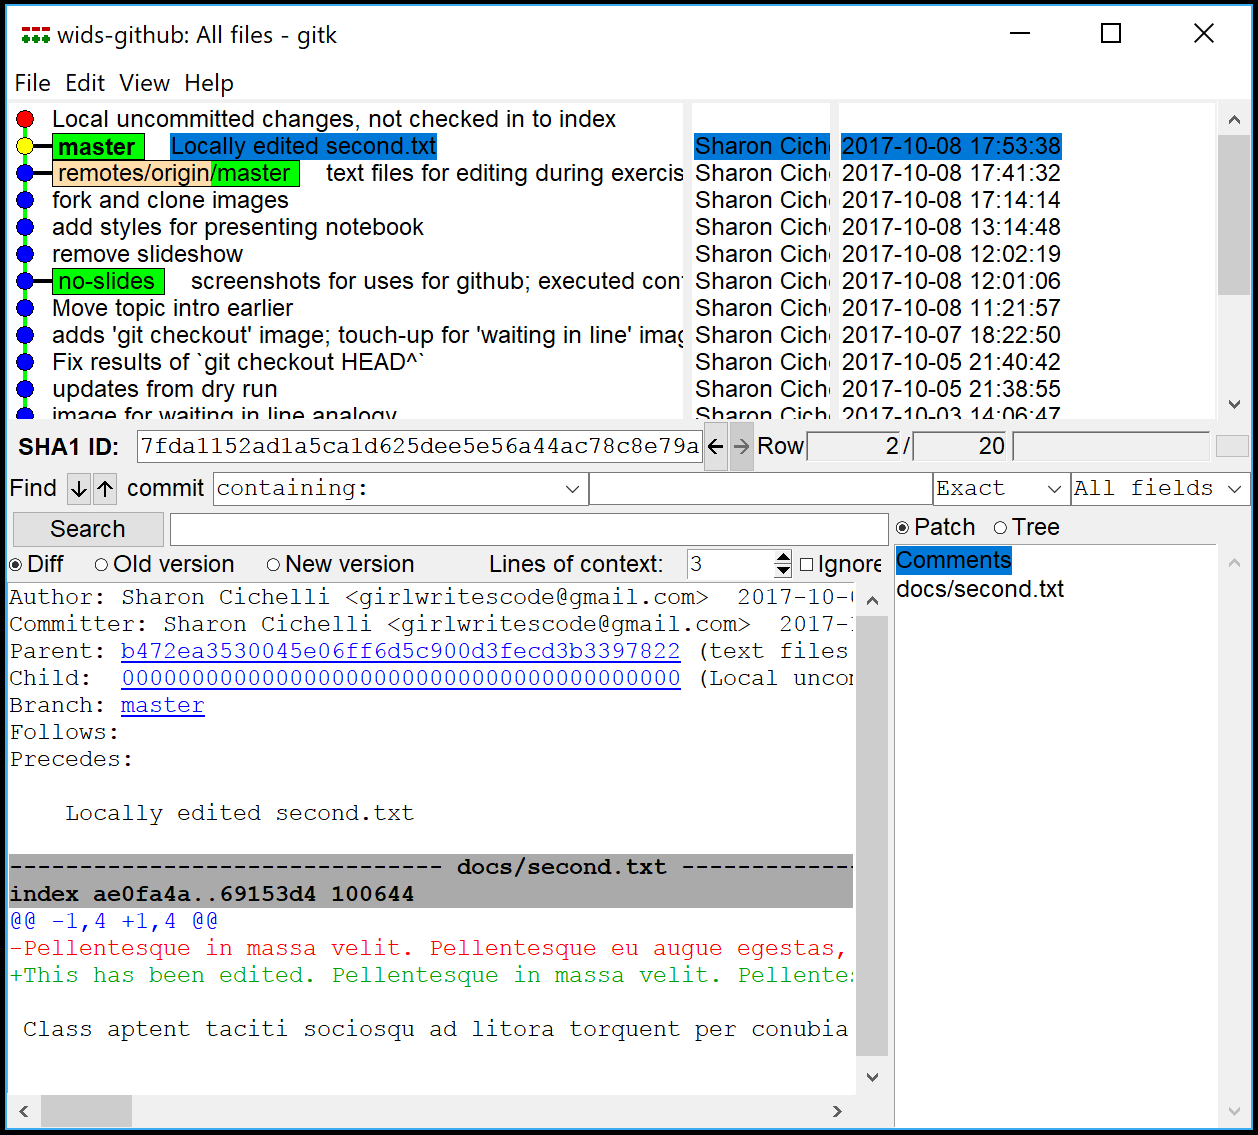 wids-github: All files - gitk
File Edit View Help
Local uncommitted changes, not checked in to index
master Locally edited second.txt Sharon Cich 2017-10-08 17:53:38
remotes/origin/master text files for editing during exercis Sharon Cich 2017-10-08 17:41:32
fork and clone images Sharon Cich 2017-10-08 17:14:14
add styles for presenting notebook Sharon Cich 2017-10-08 13:14:48
remove slideshow Sharon Cich 2017-10-08 12:02:19
no-slides screenshots for uses for github; executed con Sharon Cich 2017-10-08 12:01:06
Move topic intro earlier Sharon Cich 2017-10-08 11:21:57
adds 'git checkout' image; touch-up for 'waiting in line' imag Sharon Cich 2017-10-07 18:22:50
Fix results of `git checkout HEAD^` Sharon Cich 2017-10-05 21:40:42
updates from dry run Sharon Cich 2017-10-05 21:38:55
image for waiting in line analogy Sharon Cich 2017-10-03 14:06:47
SHA1 ID: 7fda1152ad1a5ca1d625dee5e56a44ac78c8e79a ← → Row 2 / 20
Find ↓ ↑ commit containing: Exact All fields
Search Patch Tree
Diff Old version New version Lines of context: 3 Ignore
Comments
docs/second.txt
Author: Sharon Cichelli <girlwritescode@gmail.com> 2017-10-
Committer: Sharon Cichelli <girlwritescode@gmail.com> 2017-
Parent: b472ea3530045e06ff6d5c900d3fecd3b3397822 (text files
Child: 0000000000000000000000000000000000000000 (Local uncon
Branch: master
Follows:
Precedes:
Locally edited second.txt
------------------------------- docs/second.txt -------------
index ae0fa4a..69153d4 100644
@@ -1,4 +1,4 @@
-Pellentesque in massa velit. Pellentesque eu augue egestas,
+This has been edited. Pellentesque in massa velit. Pellentes
Class aptent taciti sociosqu ad litora torquent per conubia